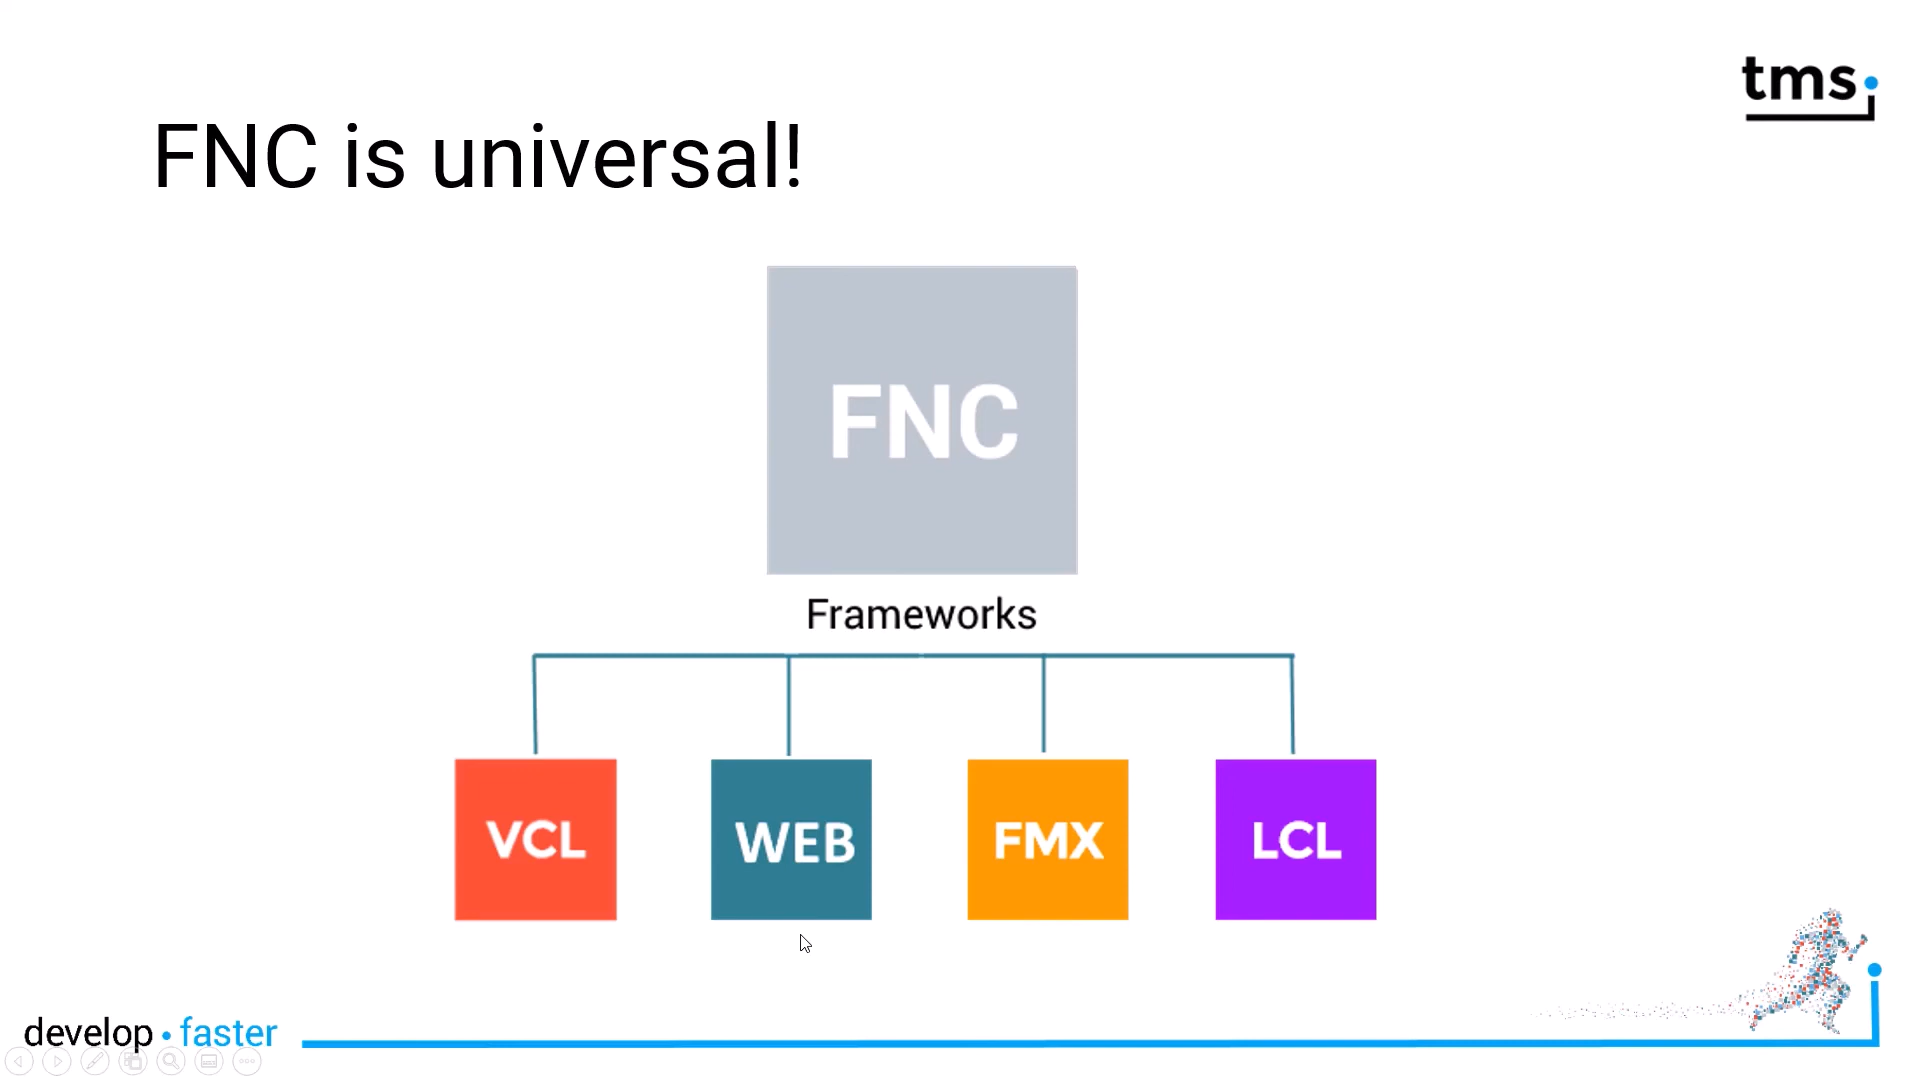 tms
FNC is universal!
FNC
Frameworks
VCL
WEB
FMX
LCL
develop • faster